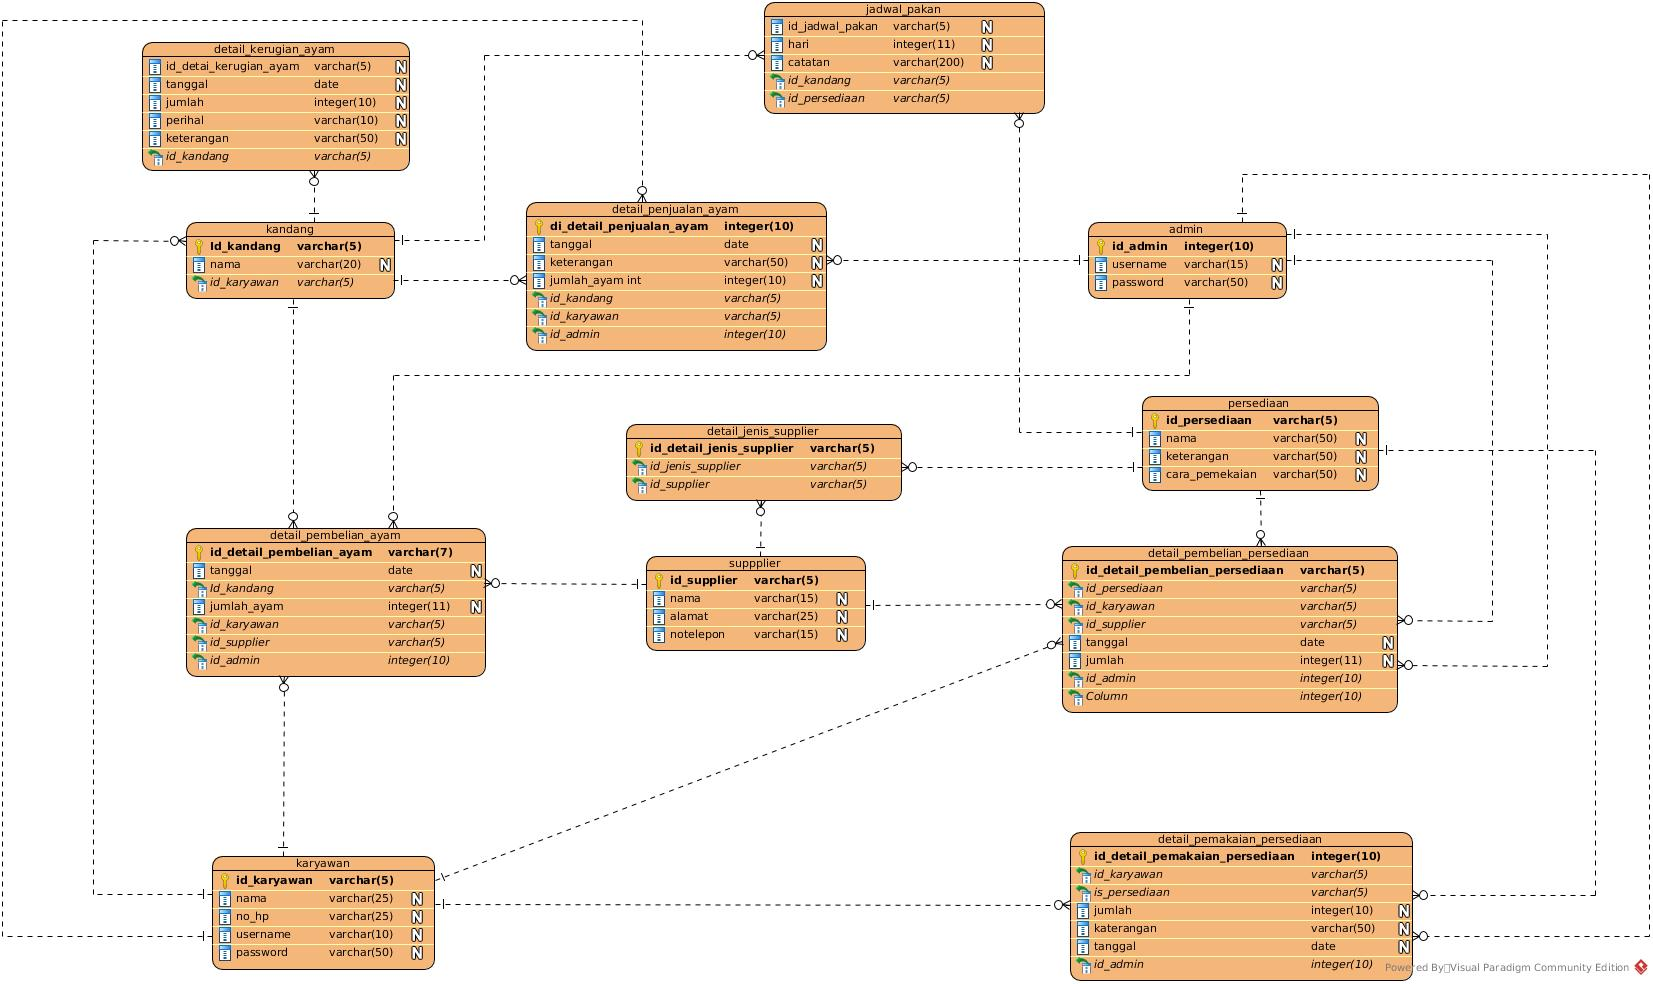 jadwal_pakan
id_jadwal_pakan varchar(5) N
hari integer(11) N
catatan varchar(200) N
id_kandang varchar(5)
id_persediaan varchar(5)
detail_kerugian_ayam
id_detai_kerugian_ayam varchar(5) N
tanggal date N
jumlah integer(10) N
perihal varchar(10) N
keterangan varchar(50) N
id_kandang varchar(5)
kandang
Id_kandang varchar(5)
nama varchar(20) N
id_karyawan varchar(5)
detail_penjualan_ayam
di_detail_penjualan_ayam integer(10)
tanggal date N
keterangan varchar(50) N
jumlah_ayam int integer(10) N
id_kandang varchar(5)
id_karyawan varchar(5)
id_admin integer(10)
admin
id_admin integer(10)
username varchar(15) N
password varchar(50) N
persediaan
id_persediaan varchar(5)
nama varchar(50) N
keterangan varchar(50) N
cara_pemekaian varchar(50) N
detail_jenis_supplier
id_detail_jenis_supplier varchar(5)
id_jenis_supplier varchar(5)
id_supplier varchar(5)
detail_pembelian_ayam
id_detail_pembelian_ayam varchar(7)
tanggal date N
Id_kandang varchar(5)
jumlah_ayam integer(11) N
id_karyawan varchar(5)
id_supplier varchar(5)
id_admin integer(10)
suppplier
id_supplier varchar(5)
nama varchar(15) N
alamat varchar(25) N
notelepon varchar(15) N
detail_pembelian_persediaan
id_detail_pembelian_persediaan varchar(5)
id_persediaan varchar(5)
id_karyawan varchar(5)
id_supplier varchar(5)
tanggal date N
jumlah integer(11) N
id_admin integer(10)
Column integer(10)
karyawan
id_karyawan varchar(5)
nama varchar(25) N
no_hp varchar(25) N
username varchar(10) N
password varchar(50) N
detail_pemakaian_persediaan
id_detail_pemakaian_persediaan integer(10)
id_karyawan varchar(5)
is_persediaan varchar(5)
jumlah integer(10) N
katerangan varchar(50) N
tanggal date N
id_admin integer(10)
Powered By Visual Paradigm Community Edition